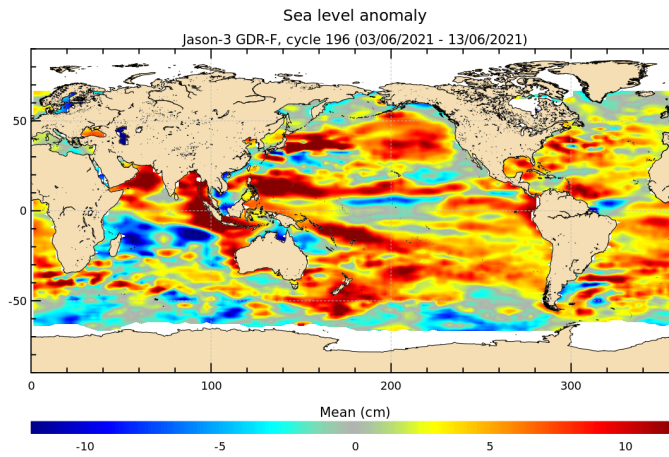 Sea level anomaly
Jason-3 GDR-F, cycle 196 (03/06/2021 - 13/06/2021)
50
0
-50
0 100 200 300
Mean (cm)
-10 -5 0 5 10